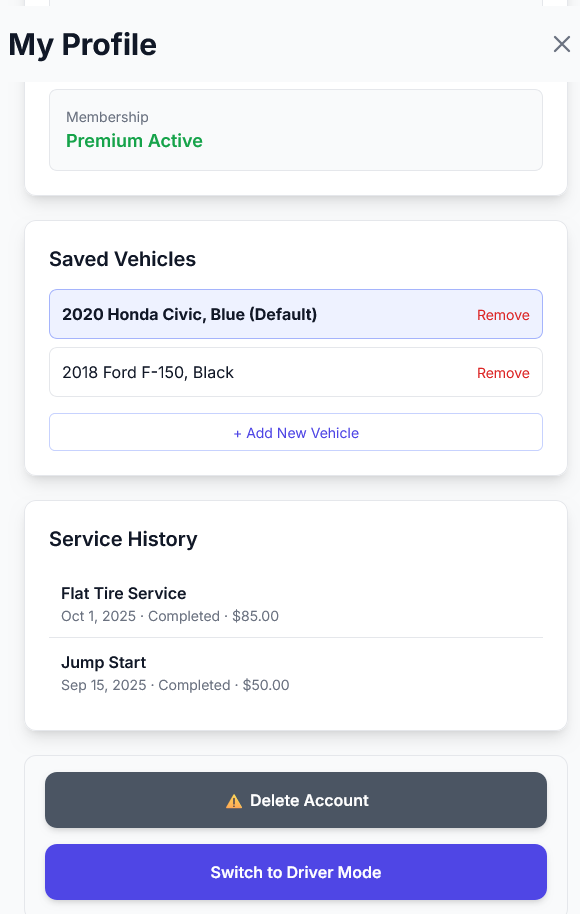 My Profile
Membership
Premium Active
Saved Vehicles
2020 Honda Civic, Blue (Default)
Remove
2018 Ford F-150, Black
Remove
+ Add New Vehicle
Service History
Flat Tire Service
Oct 1, 2025 · Completed · $85.00
Jump Start
Sep 15, 2025 · Completed · $50.00
Delete Account
Switch to Driver Mode